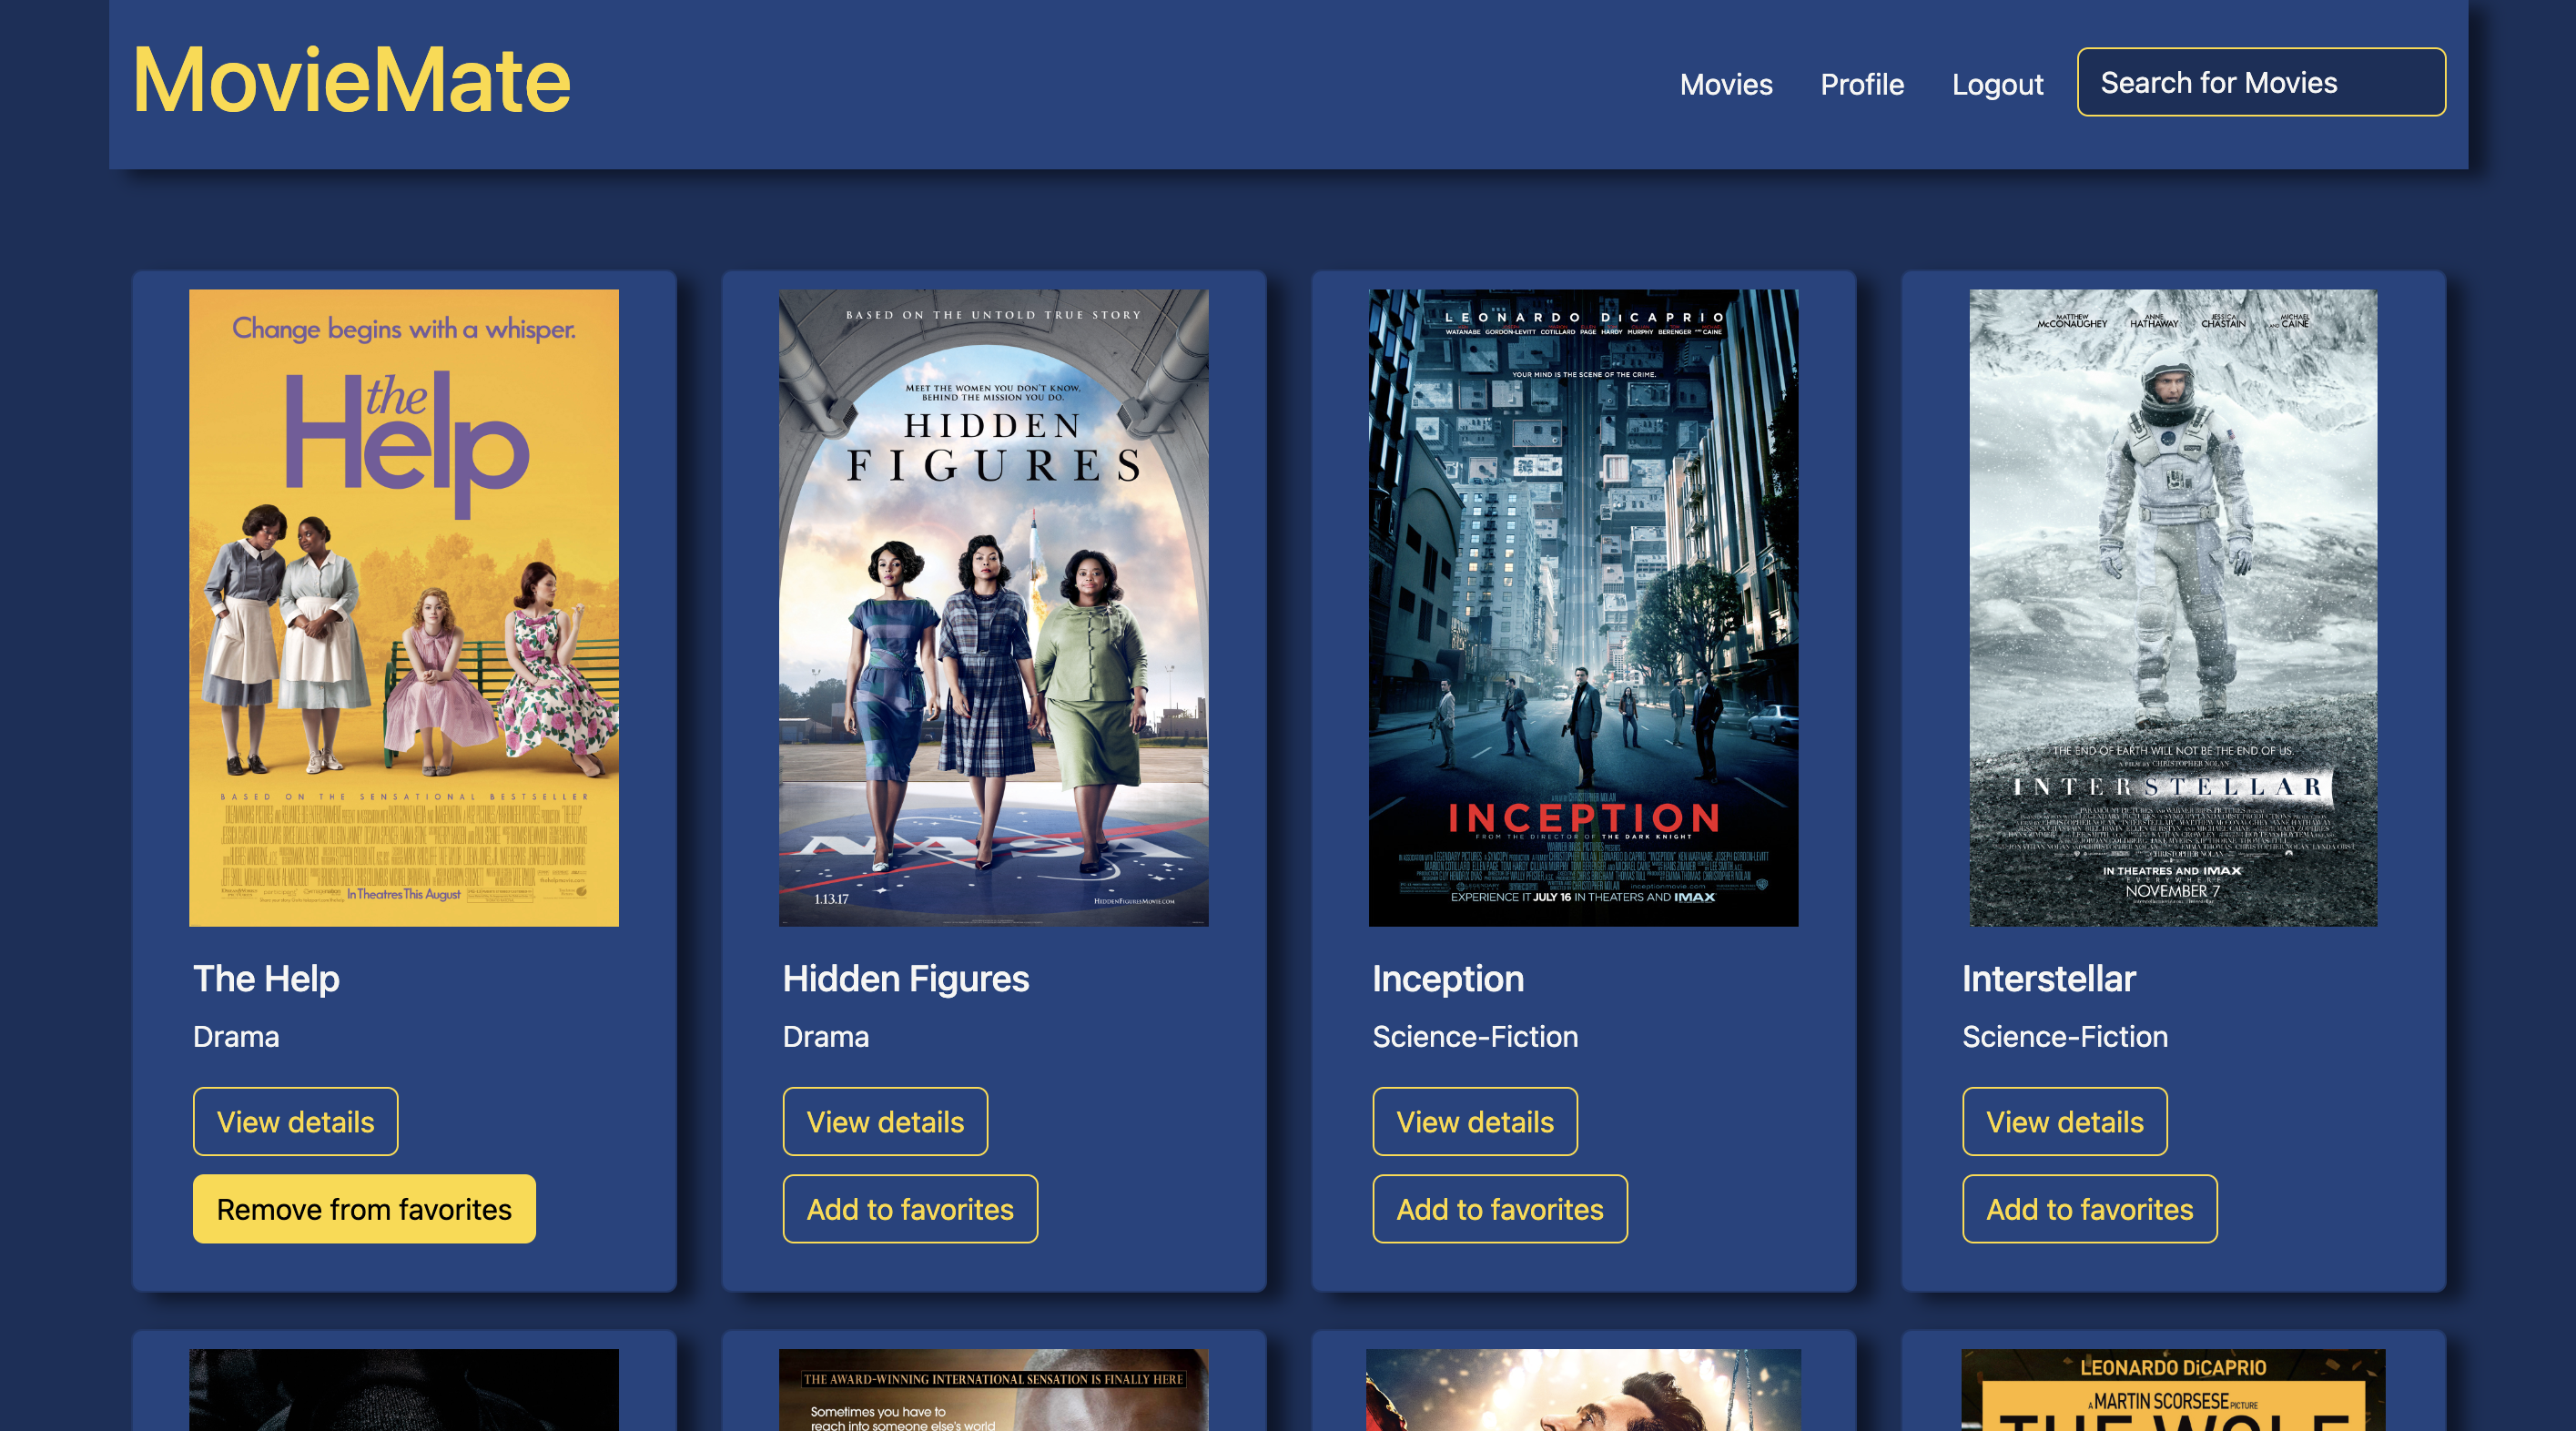 MovieMate
Movies
Profile
Logout
Search for Movies
Change begins with a whisper.
the
Help
BASED ON THE SENSATIONAL BESTSELLER
In Theatres This August
BASED ON THE UNTOLD TRUE STORY
MEET THE WOMEN YOU DON'T KNOW,
BEHIND THE MISSION YOU DO.
HIDDEN
FIGURES
NASA
1.13.17
HIDDENFIGURESMOVIE.COM
LEONARDO DiCAPRIO
WATANABE GORDON-LEVITT COTILLARD PAGE HARDY MURPHY BERENGER AND CAINE
YOUR MIND IS THE SCENE OF THE CRIME.
INCEPTION
FROM THE DIRECTOR OF THE DARK KNIGHT
EXPERIENCE IT JULY 16 IN THEATERS AND IMAX
MATTHEW McCONAUGHEY
ANNE HATHAWAY
JESSICA CHASTAIN
AND MICHAEL CAINE
THE END OF EARTH WILL NOT BE THE END OF US.
A FILM BY CHRISTOPHER NOLAN
INTERSTELLAR
IN THEATRES AND IMAX
EVERYWHERE
NOVEMBER 7
The Help
Drama
View details
Remove from favorites
Hidden Figures
Drama
View details
Add to favorites
Inception
Science-Fiction
View details
Add to favorites
Interstellar
Science-Fiction
View details
Add to favorites
THE AWARD-WINNING INTERNATIONAL SENSATION IS FINALLY HERE
Sometimes you have to
reach into someone else's world
LEONARDO DiCAPRIO
A MARTIN SCORSESE PICTURE
THE WOLF